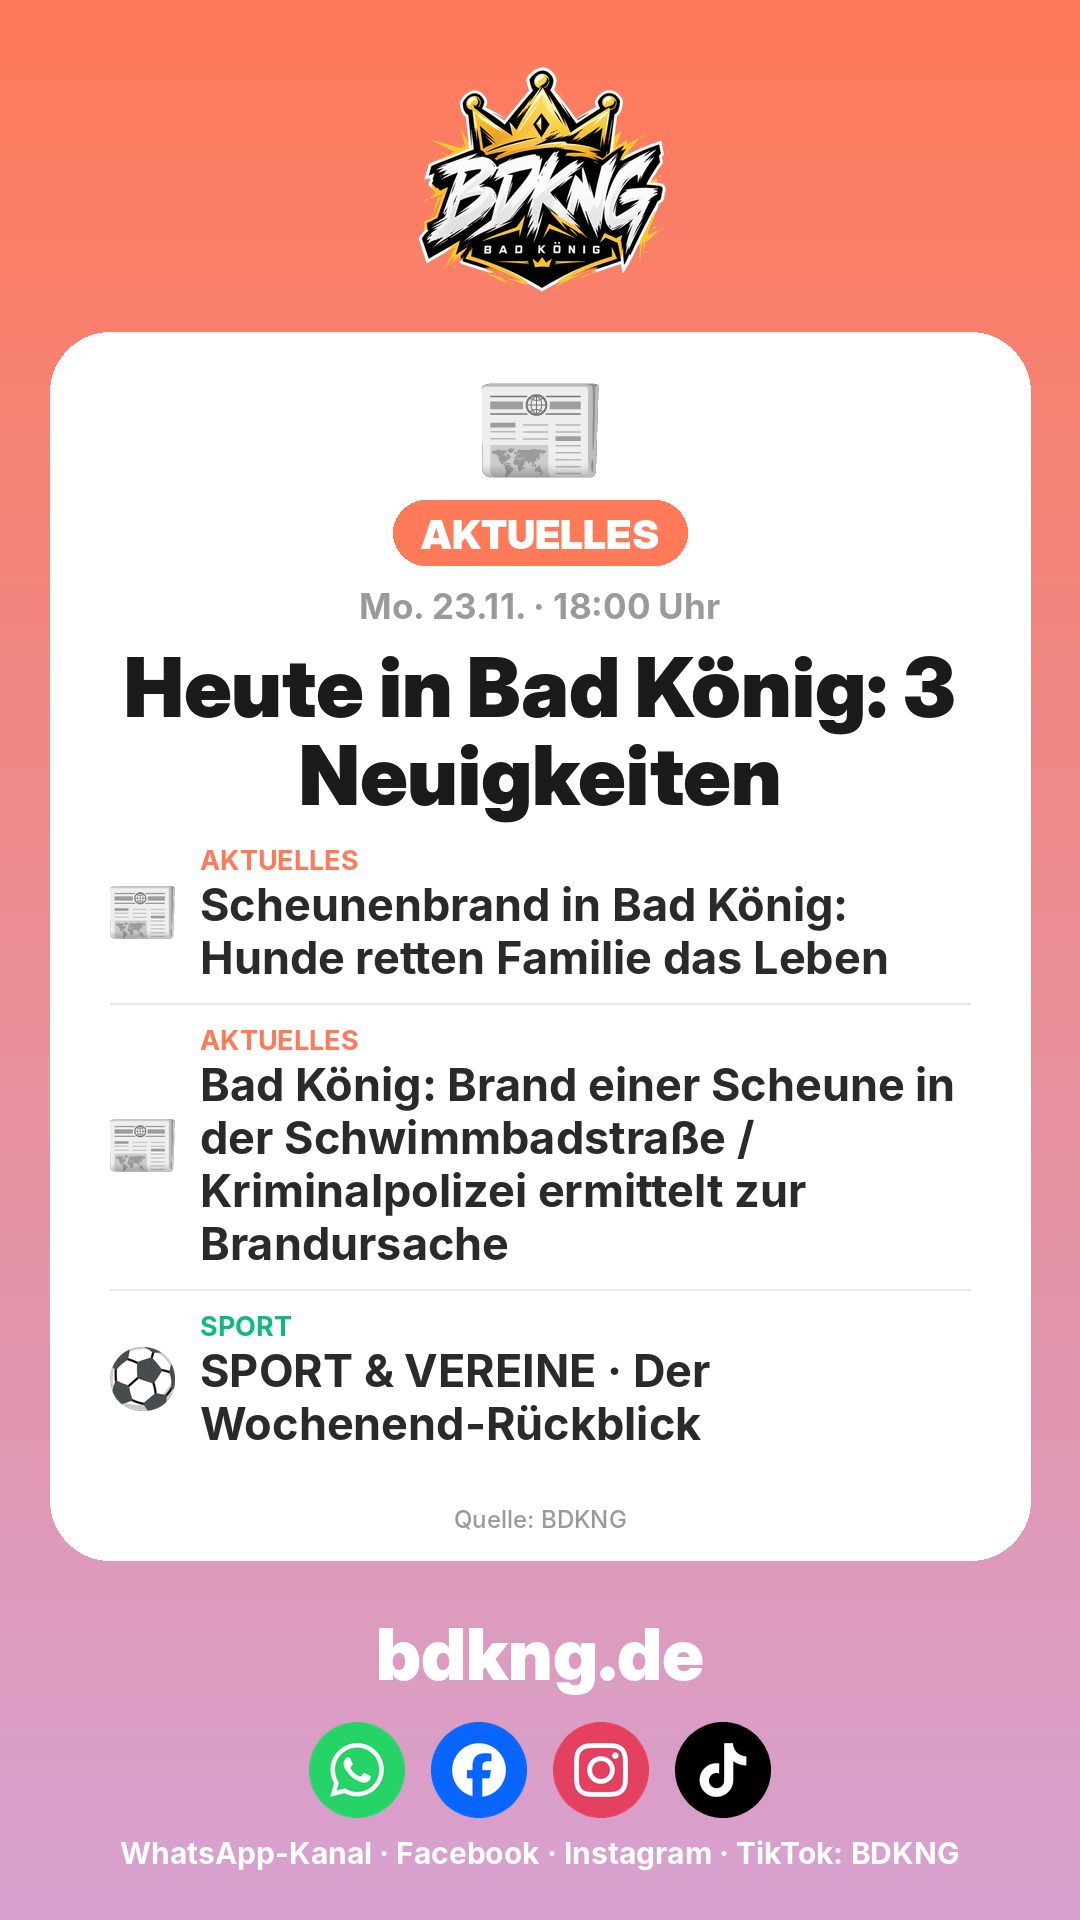 BDKNG
BAD KÖNIG
AKTUELLES
Mo. 23.11. · 18:00 Uhr
Heute in Bad König: 3
Neuigkeiten
AKTUELLES
Scheunenbrand in Bad König:
Hunde retten Familie das Leben
AKTUELLES
Bad König: Brand einer Scheune in
der Schwimmbadstraße /
Kriminalpolizei ermittelt zur
Brandursache
SPORT
SPORT & VEREINE · Der
Wochenend-Rückblick
Quelle: BDKNG
bdkng.de
WhatsApp-Kanal · Facebook · Instagram · TikTok: BDKNG